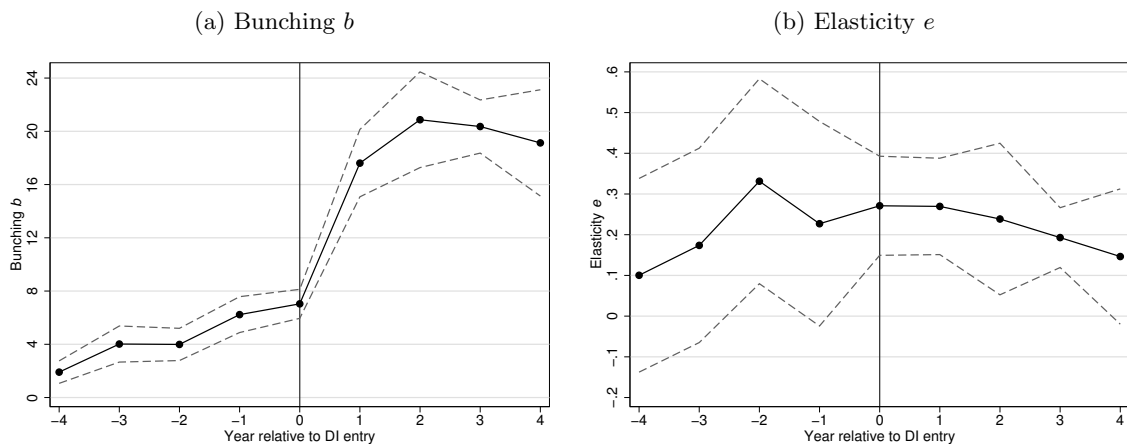 (a) Bunching b
24
20
16
12
8
4
0
Bunching b
−4 −3 −2 −1 0 1 2 3 4
Year relative to DI entry
(b) Elasticity e
.6
.5
.4
.3
.2
.1
0
−.1
−.2
Elasticity e
−4 −3 −2 −1 0 1 2 3 4
Year relative to DI entry